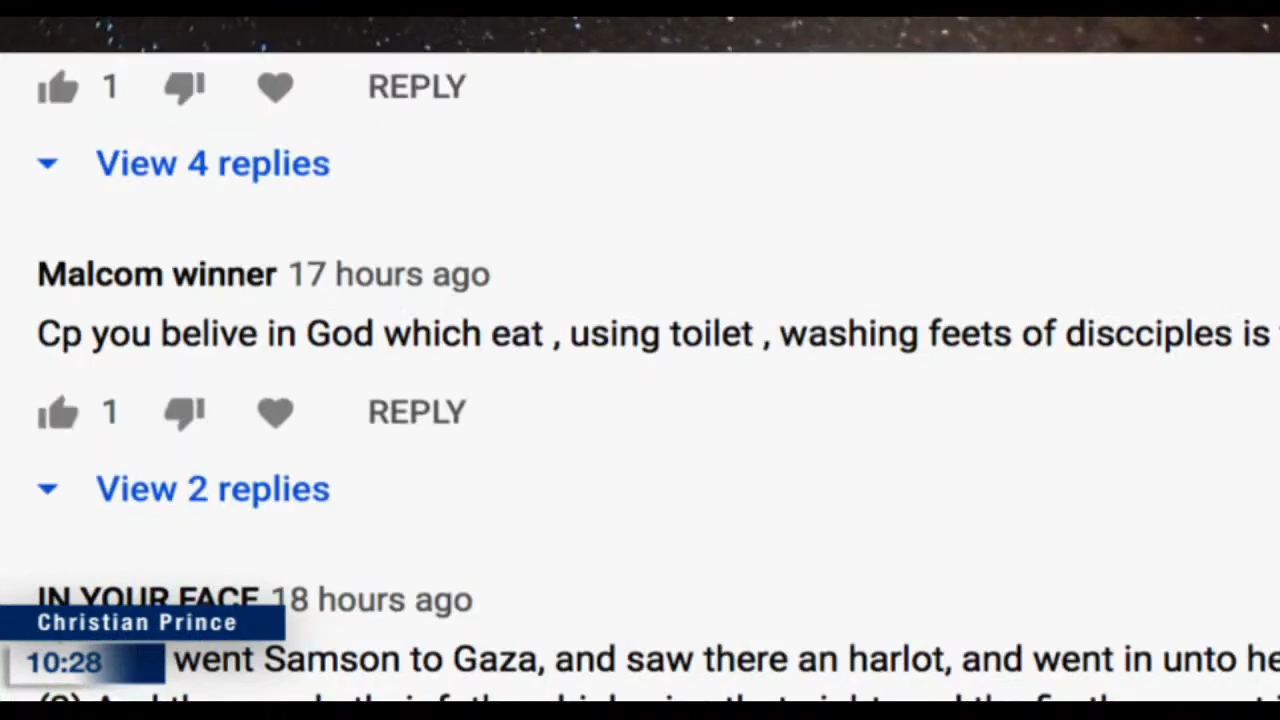 1 REPLY
View 4 replies
Malcom winner 17 hours ago
Cp you belive in God which eat , using toilet , washing feets of discciples is
1 REPLY
View 2 replies
IN YOUR FACE 18 hours ago
Christian Prince
10:28 went Samson to Gaza, and saw there an harlot, and went in unto he